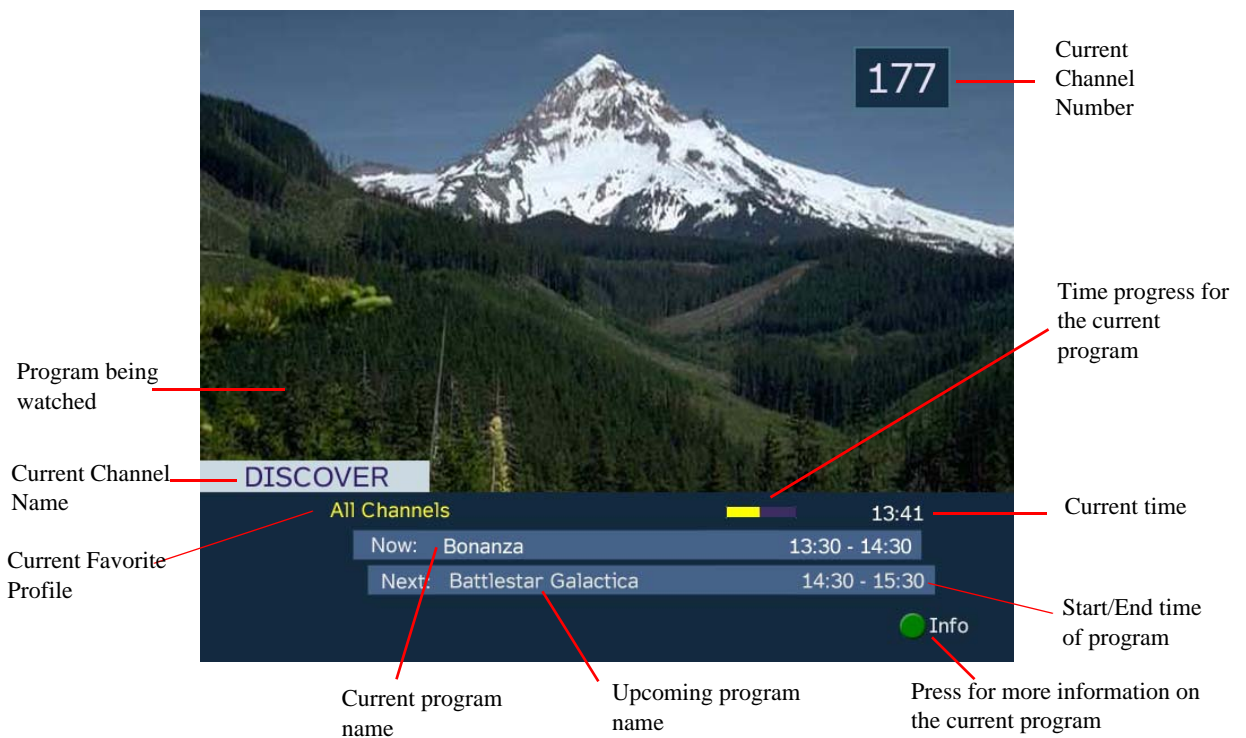 177
Current
Channel
Number
Time progress for
the current
program
Program being
watched
Current Channel
Name
DISCOVER
All Channels
13:41
Current time
Current Favorite
Profile
Now: Bonanza 13:30 - 14:30
Next: Battlestar Galactica 14:30 - 15:30
Start/End time
of program
Info
Current program
name
Upcoming program
name
Press for more information on
the current program